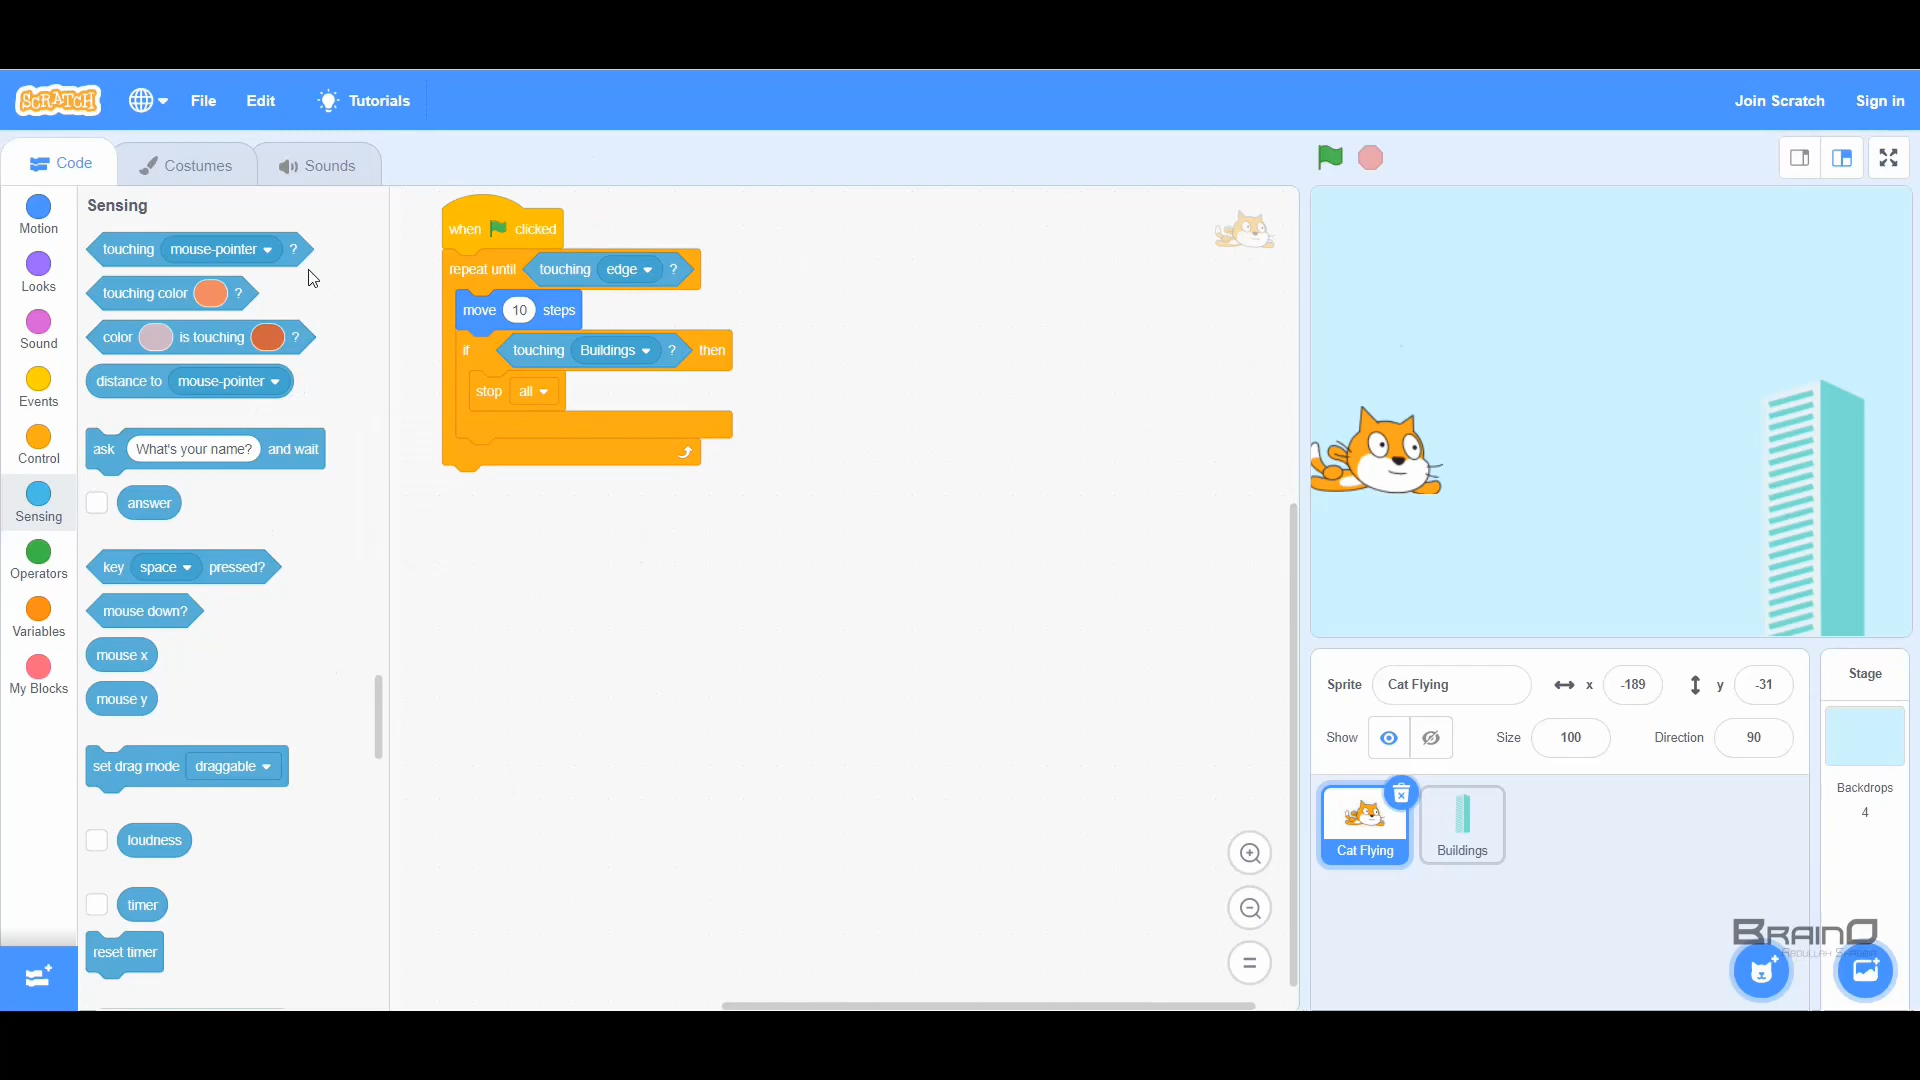 SCRATCH File Edit Tutorials Join Scratch Sign in
Code Costumes Sounds
Motion
Looks
Sound
Events
Control
Sensing
Operators
Variables
My Blocks
Sensing
touching mouse-pointer ?
touching color ?
color is touching ?
distance to mouse-pointer
ask What's your name? and wait
answer
key space pressed?
mouse down?
mouse x
mouse y
set drag mode draggable
loudness
timer
reset timer
when clicked
repeat until touching edge ?
move 10 steps
if touching Buildings ? then
stop all
Sprite Cat Flying x -189 y -31
Show Size 100 Direction 90
Cat Flying
Buildings
Stage
Backdrops
4
BRAINO